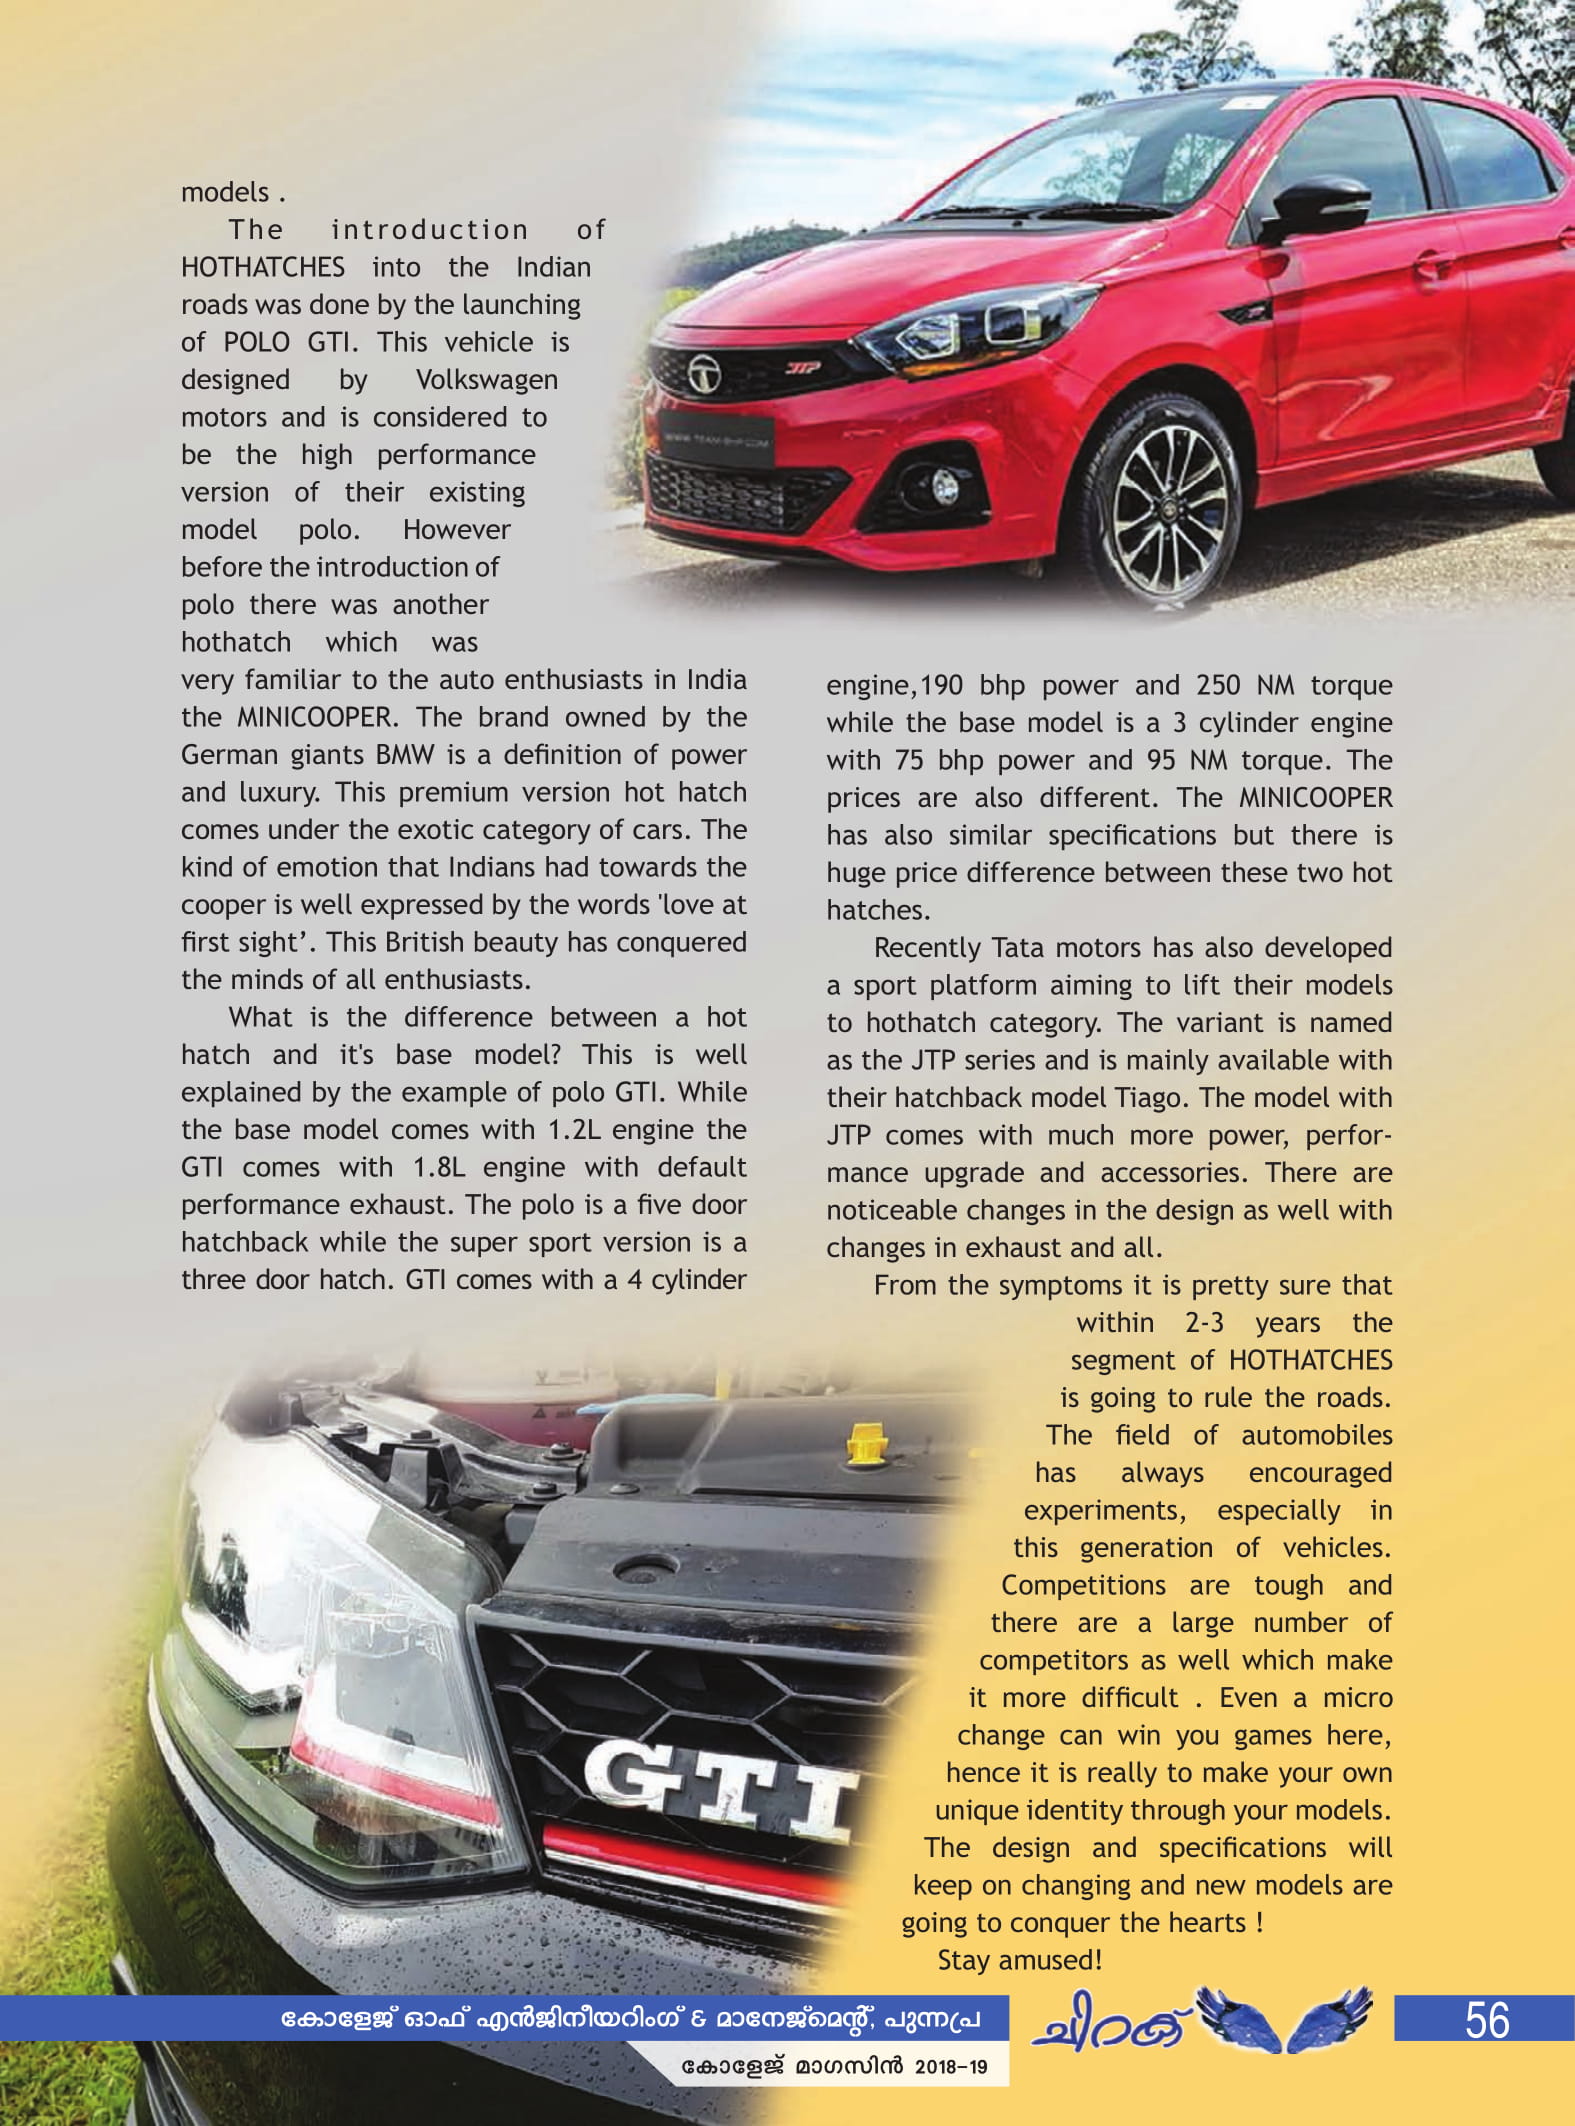 models .
The introduction of
HOTHATCHES into the Indian
roads was done by the launching
of POLO GTI. This vehicle is
designed by Volkswagen
motors and is considered to
be the high performance
version of their existing
model polo. However
before the introduction of
polo there was another
hothatch which was
very familiar to the auto enthusiasts in India
the MINICOOPER. The brand owned by the
German giants BMW is a definition of power
and luxury. This premium version hot hatch
comes under the exotic category of cars. The
kind of emotion that Indians had towards the
cooper is well expressed by the words 'love at
first sight’. This British beauty has conquered
the minds of all enthusiasts.
What is the difference between a hot
hatch and it's base model? This is well
explained by the example of polo GTI. While
the base model comes with 1.2L engine the
GTI comes with 1.8L engine with default
performance exhaust. The polo is a five door
hatchback while the super sport version is a
three door hatch. GTI comes with a 4 cylinder
JTP
WWW.TEAM-BHP.COM
engine,190 bhp power and 250 NM torque
while the base model is a 3 cylinder engine
with 75 bhp power and 95 NM torque. The
prices are also different. The MINICOOPER
has also similar specifications but there is
huge price difference between these two hot
hatches.
Recently Tata motors has also developed
a sport platform aiming to lift their models
to hothatch category. The variant is named
as the JTP series and is mainly available with
their hatchback model Tiago. The model with
JTP comes with much more power, perfor-
mance upgrade and accessories. There are
noticeable changes in the design as well with
changes in exhaust and all.
From the symptoms it is pretty sure that
within 2-3 years the
segment of HOTHATCHES
is going to rule the roads.
The field of automobiles
has always encouraged
experiments, especially in
this generation of vehicles.
Competitions are tough and
there are a large number of
competitors as well which make
it more difficult . Even a micro
change can win you games here,
hence it is really to make your own
unique identity through your models.
The design and specifications will
keep on changing and new models are
going to conquer the hearts !
Stay amused!
GTI
കോളേജ് ഓഫ് എൻജിനീയറിംഗ് & മാനേജ്മെന്റ്, പുന്നപ്ര
കോളേജ് മാഗസിൻ 2018-19
ചിറക്
56